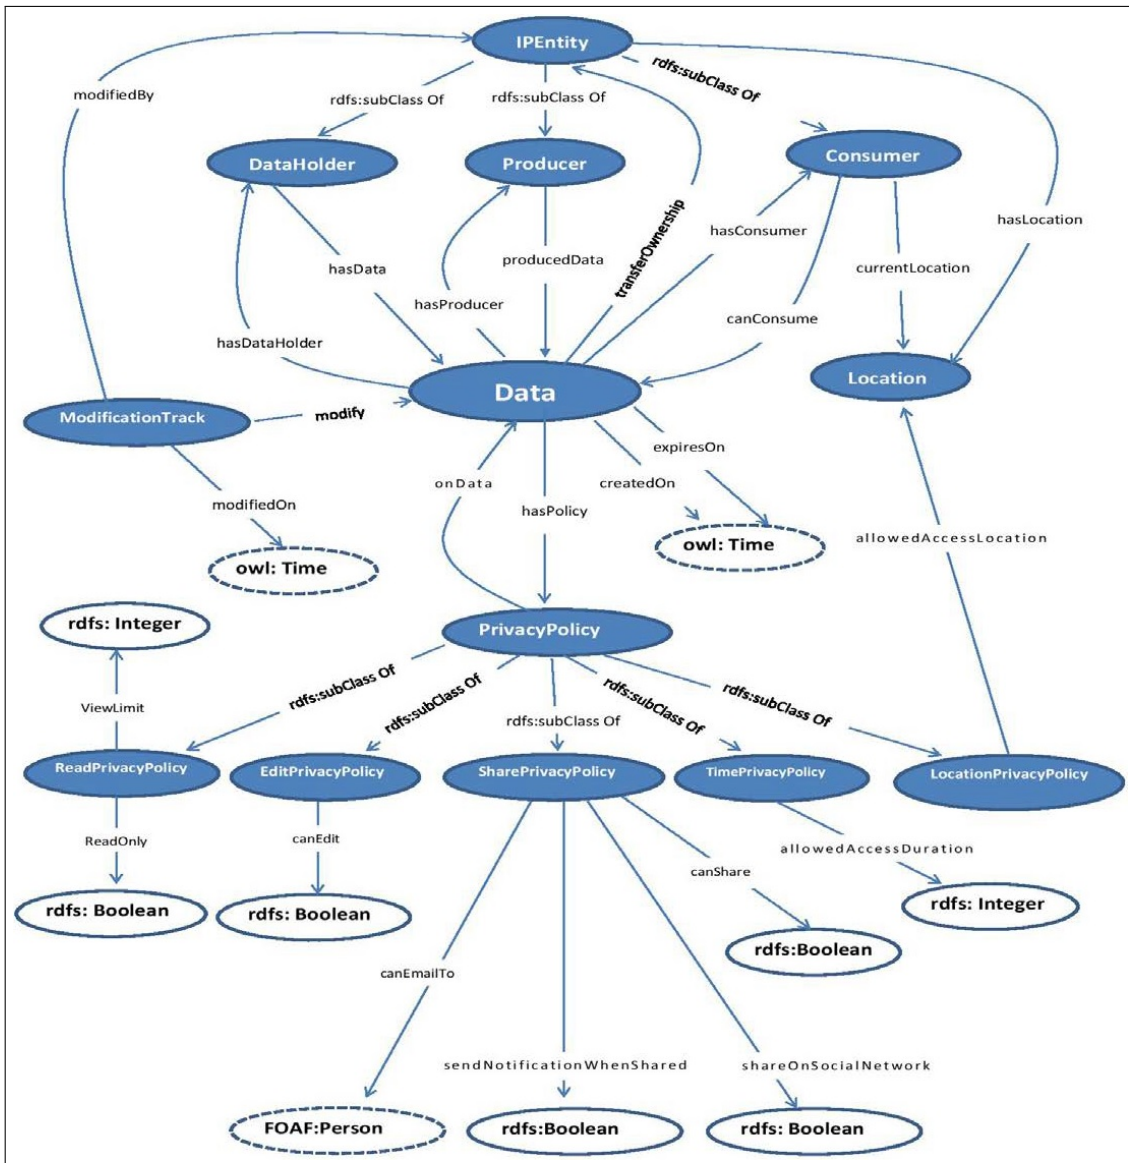 IPEntity
modifiedBy
rdfs:subClass Of
rdfs:subClass Of
rdfs:subClass Of
DataHolder
Producer
Consumer
hasLocation
hasConsumer
transferOwnership
producedData
hasData
currentLocation
hasProducer
canConsume
hasDataHolder
Location
Data
ModificationTrack
modify
expiresOn
onData
createdOn
modifiedOn
hasPolicy
allowedAccessLocation
owl: Time
owl: Time
rdfs: Integer
PrivacyPolicy
rdfs:subClass Of
rdfs:subClass Of
rdfs:subClass Of
rdfs:subClass Of
rdfs:subClass Of
ViewLimit
ReadPrivacyPolicy
EditPrivacyPolicy
SharePrivacyPolicy
TimePrivacyPolicy
LocationPrivacyPolicy
ReadOnly
canEdit
allowedAccessDuration
canShare
rdfs: Boolean
rdfs: Boolean
rdfs: Integer
rdfs:Boolean
canEmailTo
sendNotificationWhenShared
shareOnSocialNetwork
FOAF:Person
rdfs:Boolean
rdfs: Boolean